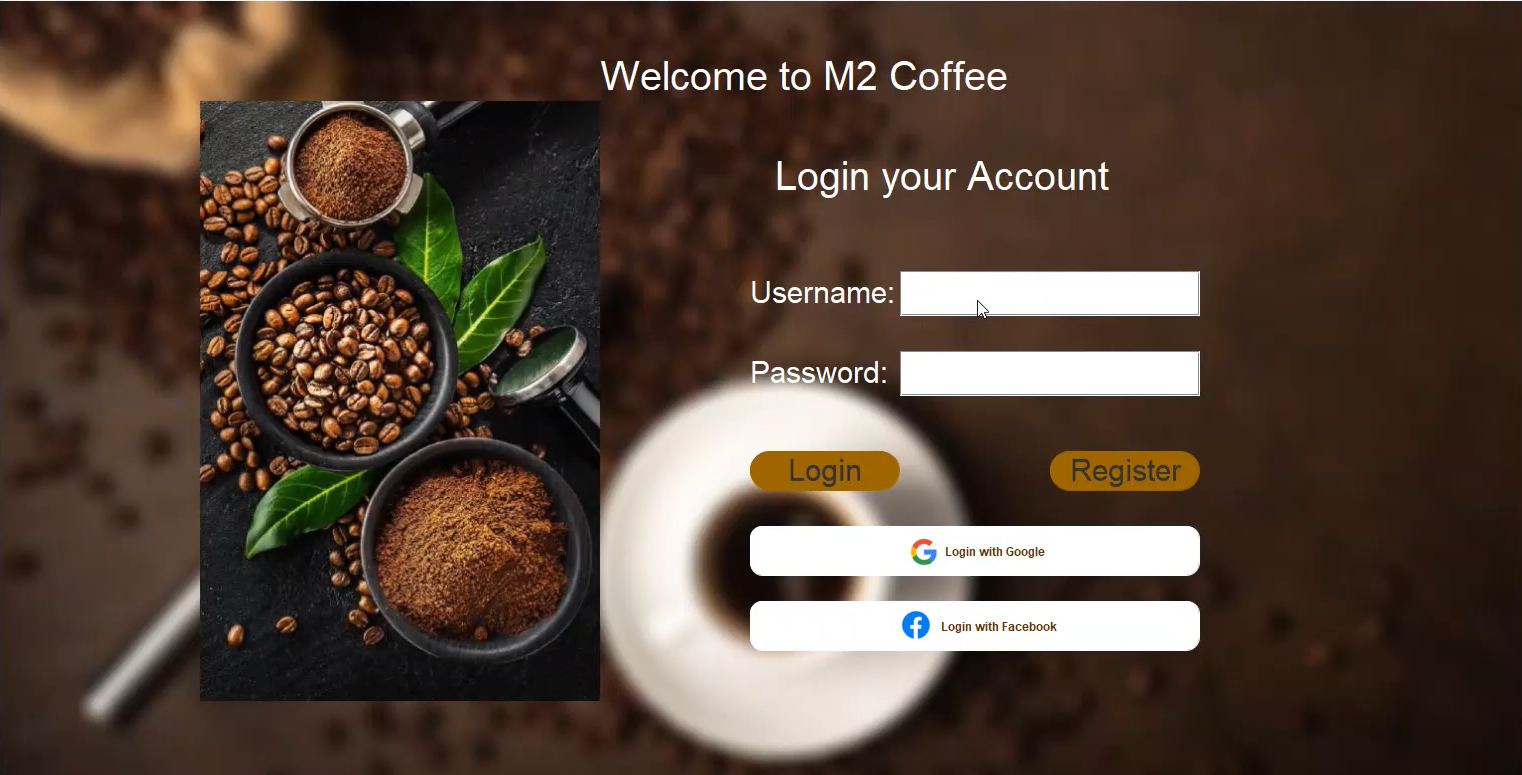 Welcome to M2 Coffee
Login your Account
Username:
Password:
Login
Register
Login with Google
Login with Facebook